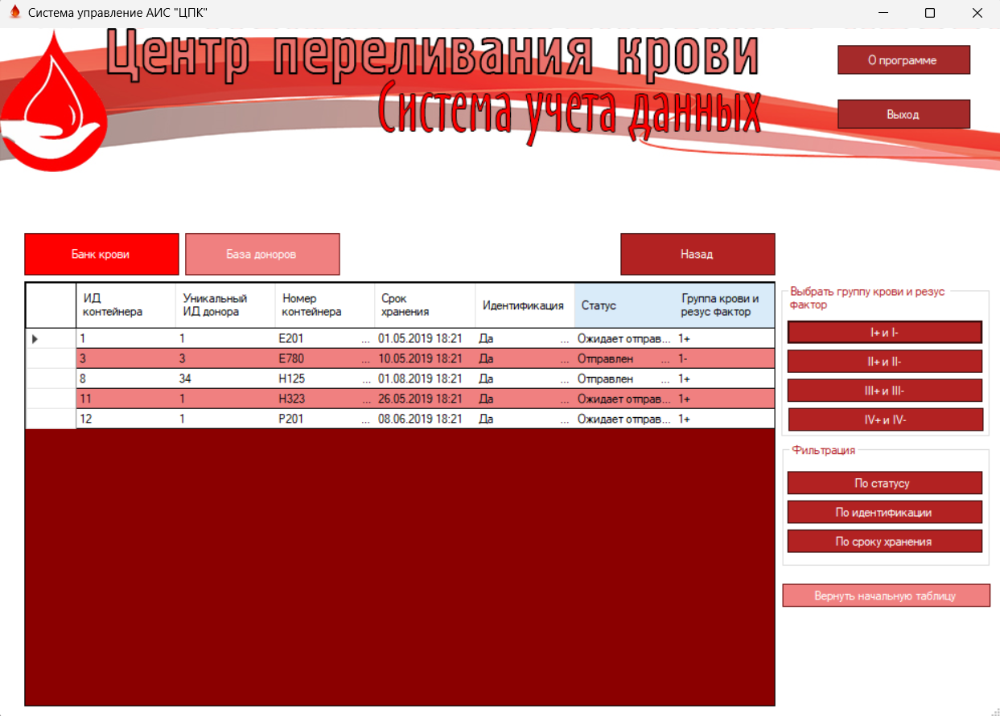 Система управление АИС "ЦПК"
Центр переливания крови
Система учета данных
О программе
Выход
Банк крови
База доноров
Назад
ИД контейнера
Уникальный ИД донора
Номер контейнера
Срок хранения
Идентификация
Статус
Группа крови и резус фактор
1 1 E201 ... 01.05.2019 18:21 Да ... Ожидает отправ... 1+
3 3 E780 ... 10.05.2019 18:21 Да ... Отправлен ... 1-
8 34 H125 ... 01.08.2019 18:21 Да ... Отправлен ... 1+
11 1 H323 ... 26.05.2019 18:21 Да ... Ожидает отправ... 1+
12 1 P201 ... 08.06.2019 18:21 Да ... Ожидает отправ... 1+
Выбрать группу крови и резус
фактор
I+ и I-
II+ и II-
III+ и III-
IV+ и IV-
Фильтрация
По статусу
По идентификации
По сроку хранения
Вернуть начальную таблицу